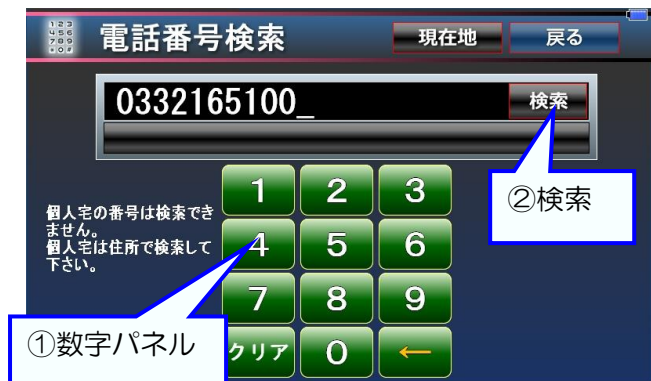 電話番号検索
現在地
戻る
0332165100_
検索
②検索
1 2 3
個人宅の番号は検索でき
ません。
個人宅は住所で検索して
下さい。
4 5 6
7 8 9
①数字パネル
クリア 0 ←